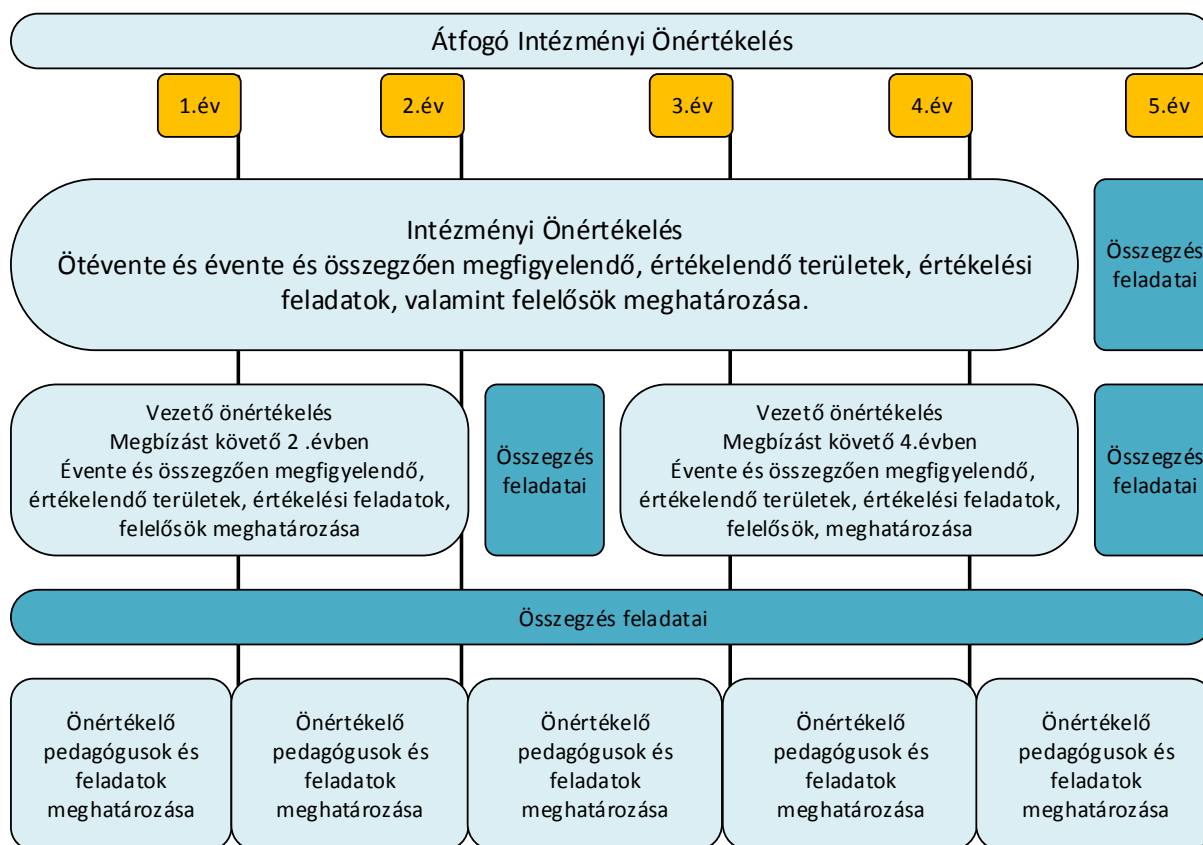 Átfogó Intézményi Önértékelés
1.év
2.év
3.év
4.év
5.év
Intézményi Önértékelés
Ötévente és évente és összegzően megfigyelendő, értékelendő területek, értékelési
feladatok, valamint felelősök meghatározása.
Összegzés
feladatai
Vezető önértékelés
Megbízást követő 2 .évben
Évente és összegzően megfigyelendő,
értékelendő területek, értékelési feladatok,
felelősök meghatározása
Összegzés
feladatai
Vezető önértékelés
Megbízást követő 4.évben
Évente és összegzően megfigyelendő,
értékelendő területek, értékelési feladatok,
felelősök, meghatározása
Összegzés
feladatai
Összegzés feladatai
Önértékelő
pedagógusok és
feladatok
meghatározása
Önértékelő
pedagógusok és
feladatok
meghatározása
Önértékelő
pedagógusok és
feladatok
meghatározása
Önértékelő
pedagógusok és
feladatok
meghatározása
Önértékelő
pedagógusok és
feladatok
meghatározása